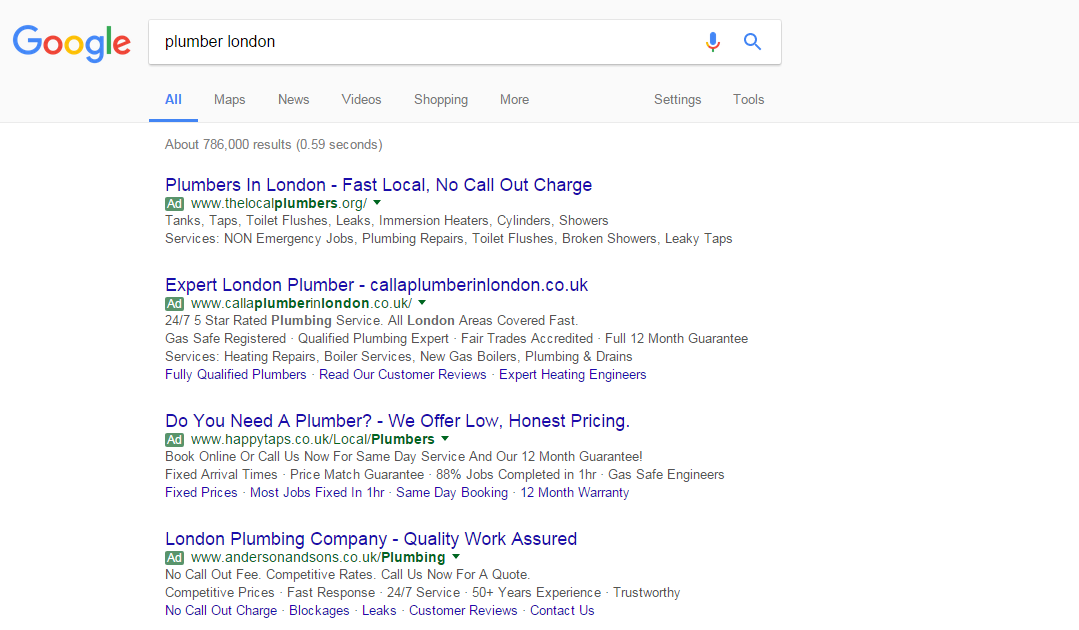 Google
plumber london
All Maps News Videos Shopping More Settings Tools
About 786,000 results (0.59 seconds)
Plumbers In London - Fast Local, No Call Out Charge
Ad www.thelocalplumbers.org/
Tanks, Taps, Toilet Flushes, Leaks, Immersion Heaters, Cylinders, Showers
Services: NON Emergency Jobs, Plumbing Repairs, Toilet Flushes, Broken Showers, Leaky Taps
Expert London Plumber - callaplumberinlondon.co.uk
Ad www.callaplumberinlondon.co.uk/
24/7 5 Star Rated Plumbing Service. All London Areas Covered Fast.
Gas Safe Registered · Qualified Plumbing Expert · Fair Trades Accredited · Full 12 Month Guarantee
Services: Heating Repairs, Boiler Services, New Gas Boilers, Plumbing & Drains
Fully Qualified Plumbers · Read Our Customer Reviews · Expert Heating Engineers
Do You Need A Plumber? - We Offer Low, Honest Pricing.
Ad www.happytaps.co.uk/Local/Plumbers
Book Online Or Call Us Now For Same Day Service And Our 12 Month Guarantee!
Fixed Arrival Times · Price Match Guarantee · 88% Jobs Completed in 1hr · Gas Safe Engineers
Fixed Prices · Most Jobs Fixed In 1hr · Same Day Booking · 12 Month Warranty
London Plumbing Company - Quality Work Assured
Ad www.andersonandsons.co.uk/Plumbing
No Call Out Fee. Competitive Rates. Call Us Now For A Quote.
Competitive Prices · Fast Response · 24/7 Service · 50+ Years Experience · Trustworthy
No Call Out Charge · Blockages · Leaks · Customer Reviews · Contact Us